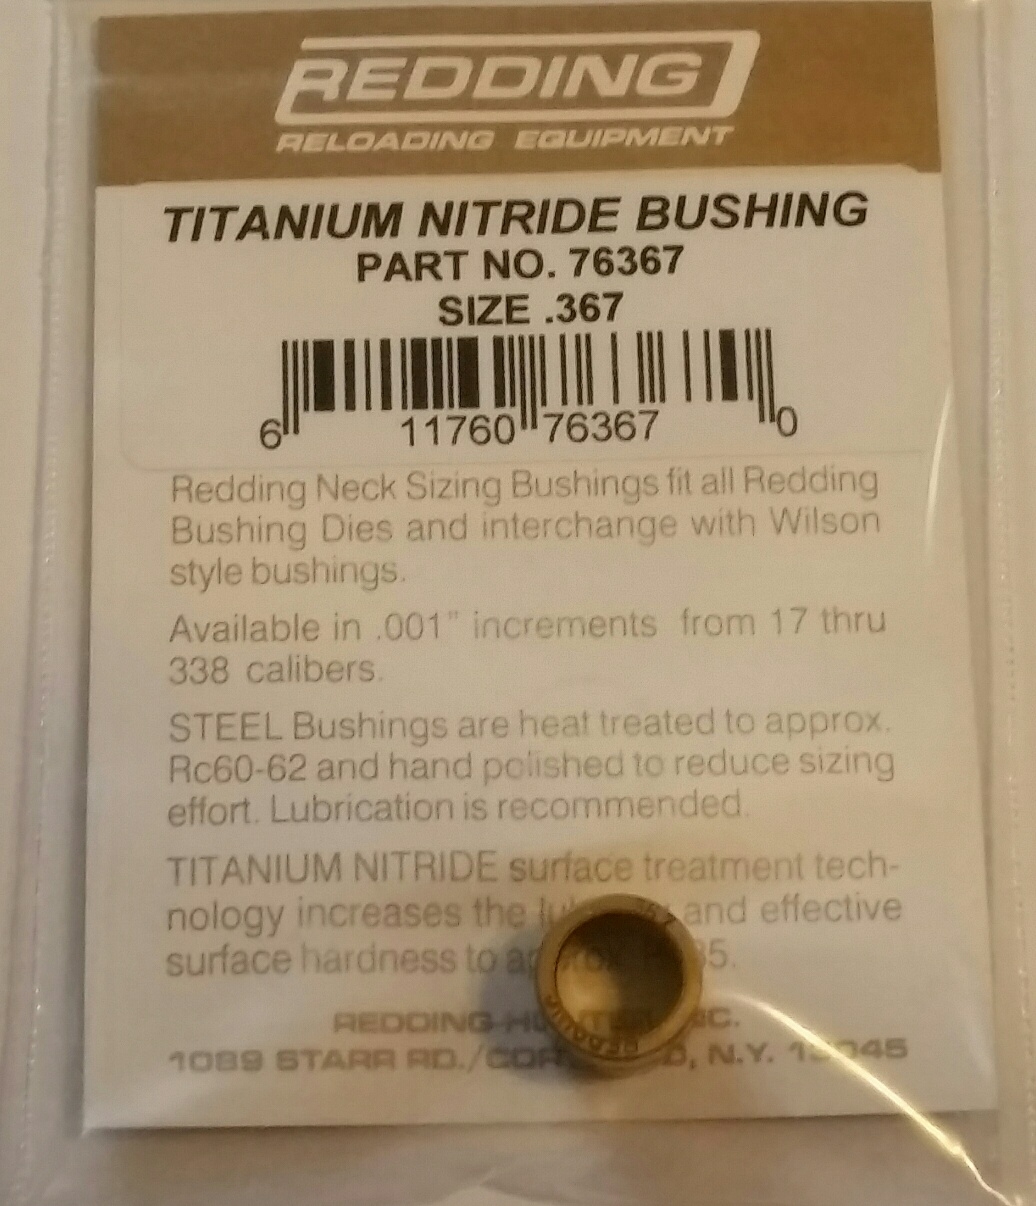 REDDING
RELOADING EQUIPMENT
TITANIUM NITRIDE BUSHING
PART NO. 76367
SIZE .367
6 11760 76367 0
Redding Neck Sizing Bushings fit all Redding
Bushing Dies and interchange with Wilson
style bushings.
Available in .001" increments from 17 thru
338 calibers.
STEEL Bushings are heat treated to approx.
Rc60-62 and hand polished to reduce sizing
effort. Lubrication is recommended.
TITANIUM NITRIDE surface treatment tech-
nology increases the and effective
surface hardness to
REDDING
1089 STARR RD./ N.Y.